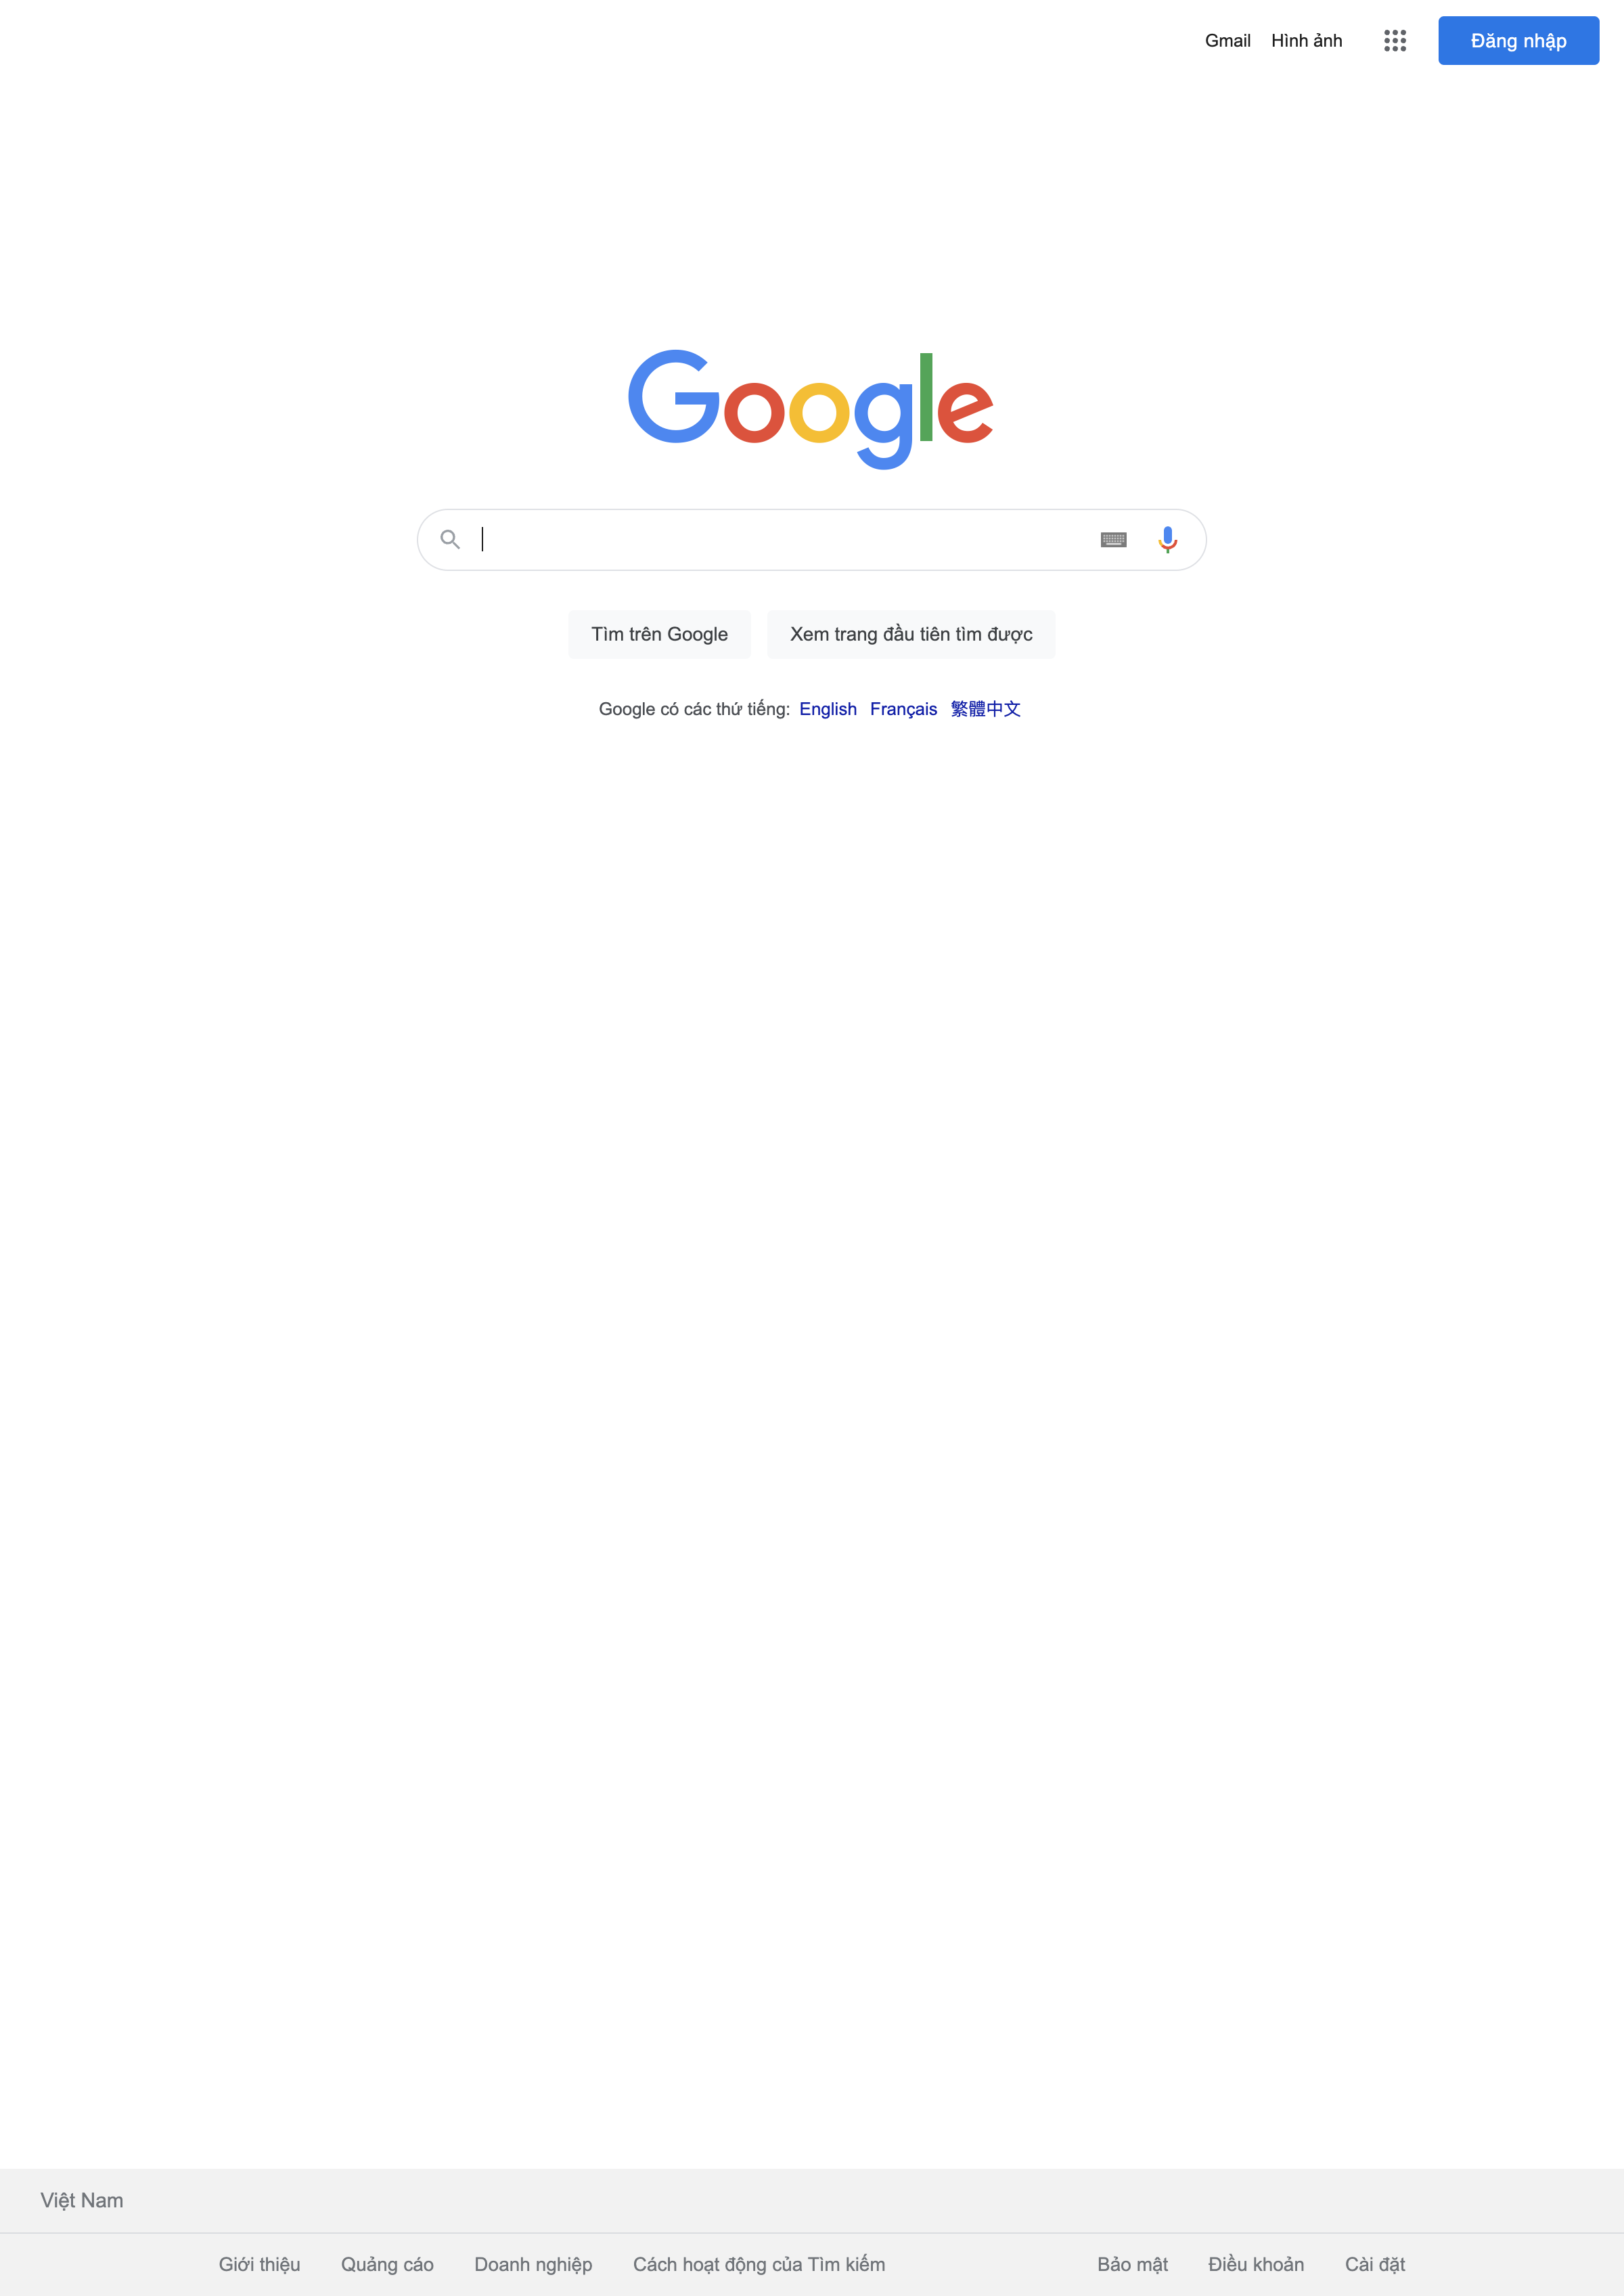 Gmail Hình ảnh Đăng nhập
Google
Tìm trên Google Xem trang đầu tiên tìm được
Google có các thứ tiếng: English Français 繁體中文
Việt Nam
Giới thiệu Quảng cáo Doanh nghiệp Cách hoạt động của Tìm kiếm Bảo mật Điều khoản Cài đặt